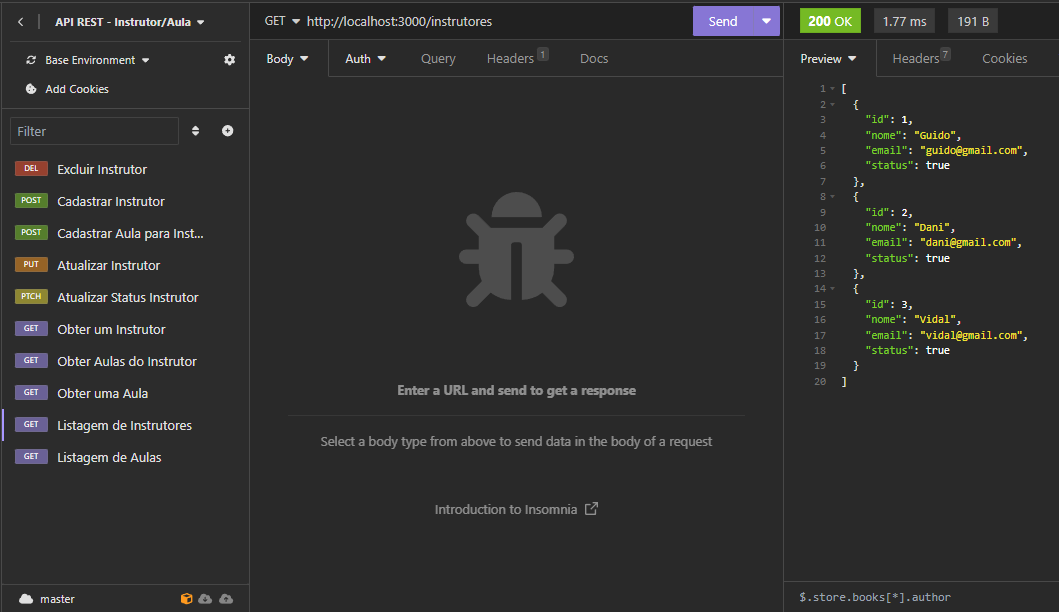 API REST - Instrutor/Aula
Base Environment
Add Cookies
Filter
DEL Excluir Instrutor
POST Cadastrar Instrutor
POST Cadastrar Aula para Inst...
PUT Atualizar Instrutor
PTCH Atualizar Status Instrutor
GET Obter um Instrutor
GET Obter Aulas do Instrutor
GET Obter uma Aula
GET Listagem de Instrutores
GET Listagem de Aulas
master
GET http://localhost:3000/instrutores Send
Body Auth Query Headers 1 Docs
Enter a URL and send to get a response
Select a body type from above to send data in the body of a request
Introduction to Insomnia
200 OK 1.77 ms 191 B
Preview Headers 7 Cookies
1 [
2 {
3 "id": 1,
4 "nome": "Guido",
5 "email": "guido@gmail.com",
6 "status": true
7 },
8 {
9 "id": 2,
10 "nome": "Dani",
11 "email": "dani@gmail.com",
12 "status": true
13 },
14 {
15 "id": 3,
16 "nome": "Vidal",
17 "email": "vidal@gmail.com",
18 "status": true
19 }
20 ]
$.store.books[*].author